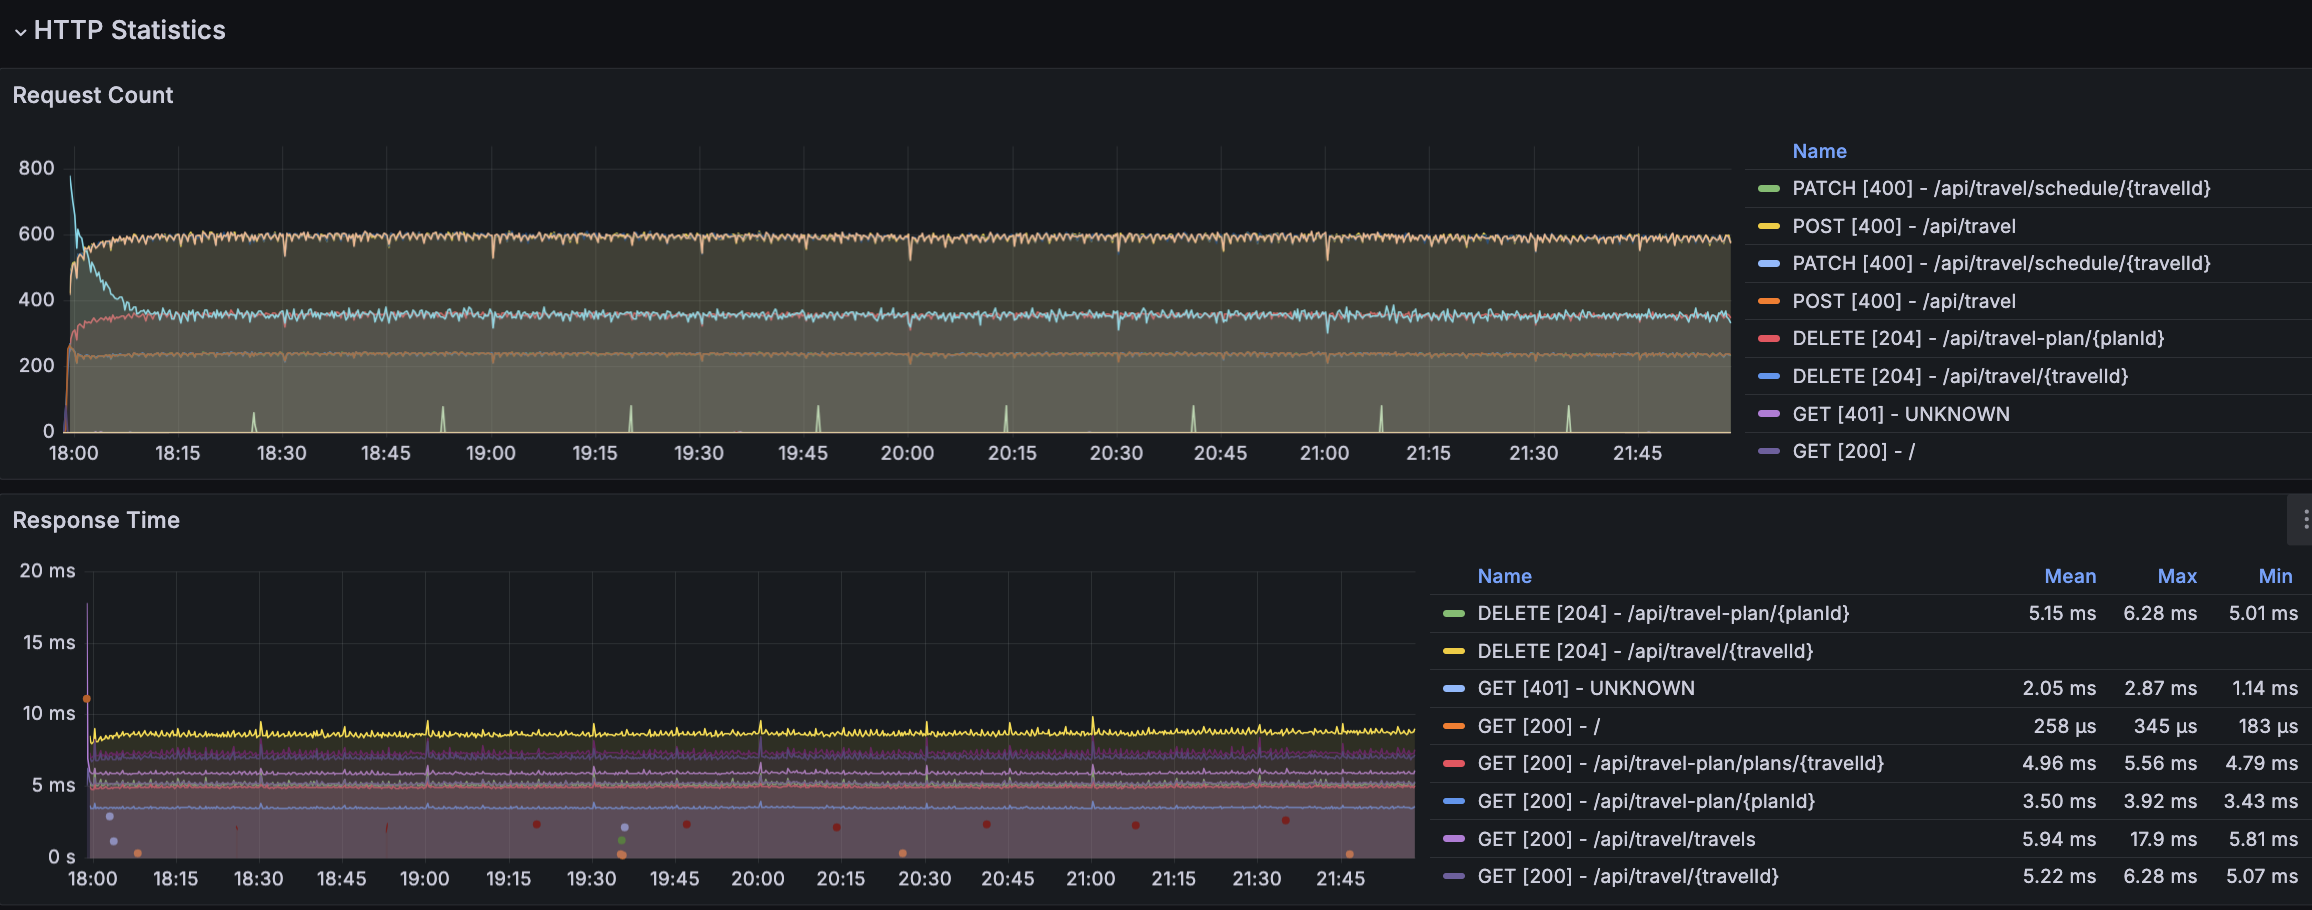 HTTP Statistics
Request Count
800
600
400
200
0
18:00 18:15 18:30 18:45 19:00 19:15 19:30 19:45 20:00 20:15 20:30 20:45 21:00 21:15 21:30 21:45
Name
PATCH [400] - /api/travel/schedule/{travelId}
POST [400] - /api/travel
PATCH [400] - /api/travel/schedule/{travelId}
POST [400] - /api/travel
DELETE [204] - /api/travel-plan/{planId}
DELETE [204] - /api/travel/{travelId}
GET [401] - UNKNOWN
GET [200] - /
Response Time
20 ms
15 ms
10 ms
5 ms
0 s
18:00 18:15 18:30 18:45 19:00 19:15 19:30 19:45 20:00 20:15 20:30 20:45 21:00 21:15 21:30 21:45
Name Mean Max Min
DELETE [204] - /api/travel-plan/{planId} 5.15 ms 6.28 ms 5.01 ms
DELETE [204] - /api/travel/{travelId}
GET [401] - UNKNOWN 2.05 ms 2.87 ms 1.14 ms
GET [200] - / 258 µs 345 µs 183 µs
GET [200] - /api/travel-plan/plans/{travelId} 4.96 ms 5.56 ms 4.79 ms
GET [200] - /api/travel-plan/{planId} 3.50 ms 3.92 ms 3.43 ms
GET [200] - /api/travel/travels 5.94 ms 17.9 ms 5.81 ms
GET [200] - /api/travel/{travelId} 5.22 ms 6.28 ms 5.07 ms